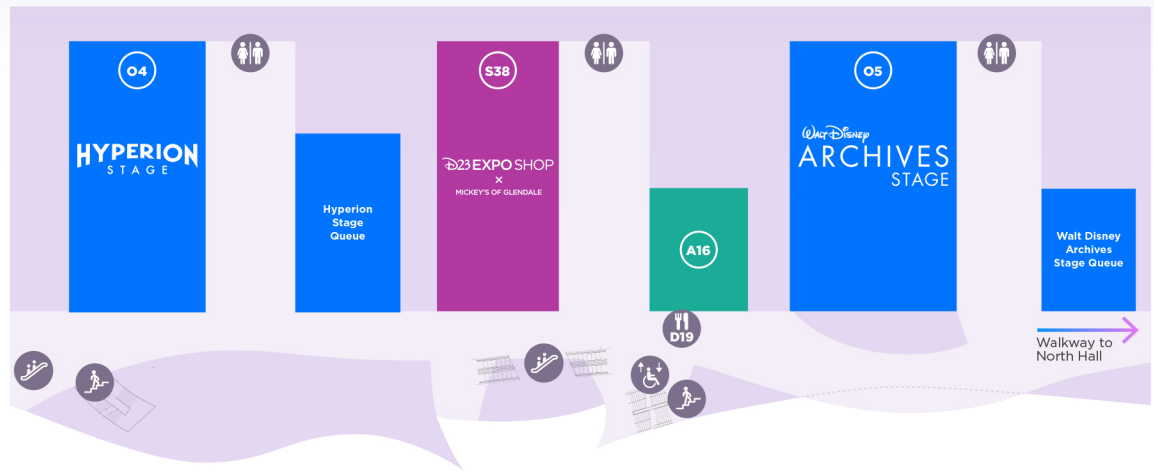 O4
HYPERION
STAGE
Hyperion
Stage
Queue
S38
D23 EXPO SHOP
×
MICKEY'S OF GLENDALE
A16
D19
O5
WALT DISNEY
ARCHIVES
STAGE
Walt Disney
Archives
Stage Queue
Walkway to
North Hall